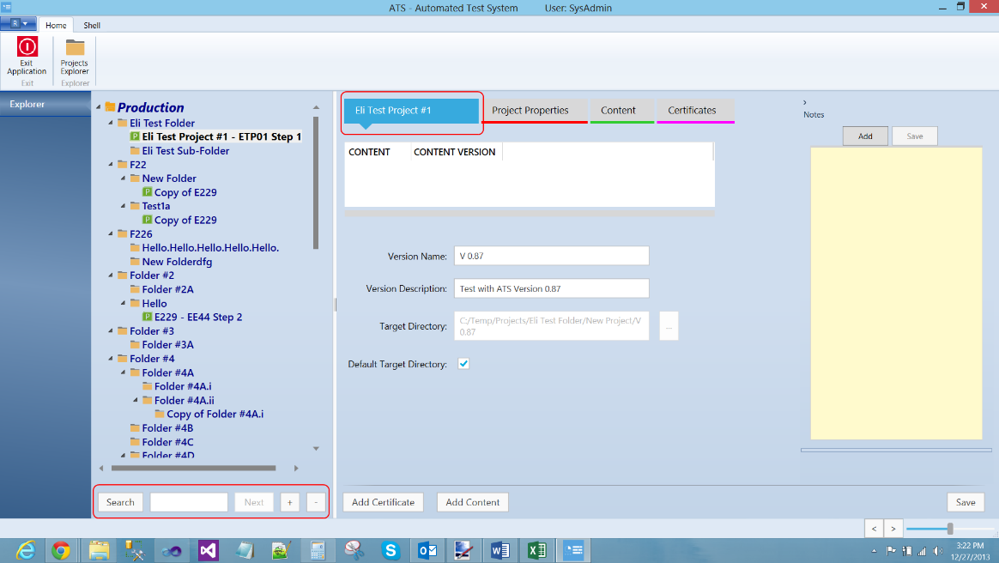 ATS - Automated Test System User: SysAdmin
R Home Shell
Exit Application
Projects Explorer
Exit Explorer
Explorer
Production
Eli Test Folder
P Eli Test Project #1 - ETP01 Step 1
Eli Test Sub-Folder
F22
New Folder
P Copy of E229
Test1a
P Copy of E229
F226
Hello.Hello.Hello.Hello.Hello.
New Folderdfg
Folder #2
Folder #2A
Hello
P E229 - EE44 Step 2
Folder #3
Folder #3A
Folder #4
Folder #4A
Folder #4A.i
Folder #4A.ii
Copy of Folder #4A.i
Folder #4B
Folder #4C
Folder #4D
Search Next + -
Eli Test Project #1 Project Properties Content Certificates
CONTENT CONTENT VERSION
Version Name: V 0.87
Version Description: Test with ATS Version 0.87
Target Directory: C:/Temp/Projects/Eli Test Folder/New Project/V
0.87
...
Default Target Directory:
Add Certificate Add Content Save
> Notes
Add Save
< >
3:22 PM
12/27/2013